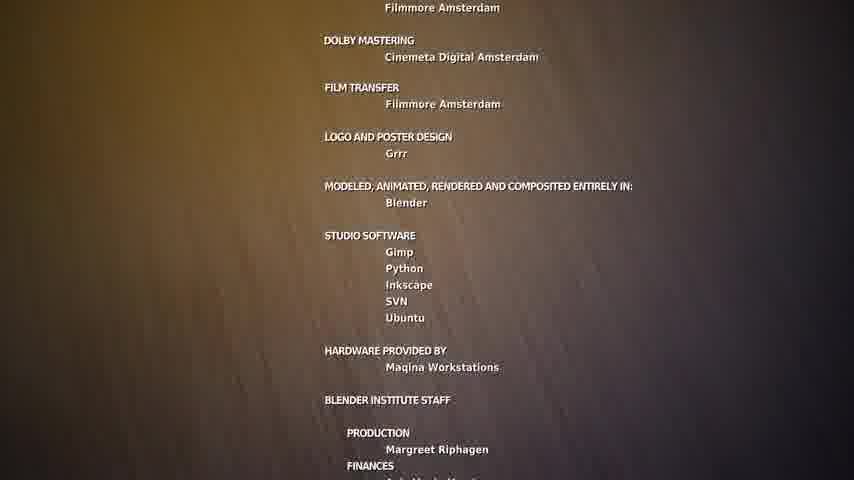 Filmmore Amsterdam
DOLBY MASTERING
Cinemeta Digital Amsterdam
FILM TRANSFER
Filmmore Amsterdam
LOGO AND POSTER DESIGN
Grrr
MODELED, ANIMATED, RENDERED AND COMPOSITED ENTIRELY IN:
Blender
STUDIO SOFTWARE
Gimp
Python
Inkscape
SVN
Ubuntu
HARDWARE PROVIDED BY
Maqina Workstations
BLENDER INSTITUTE STAFF
PRODUCTION
Margreet Riphagen
FINANCES